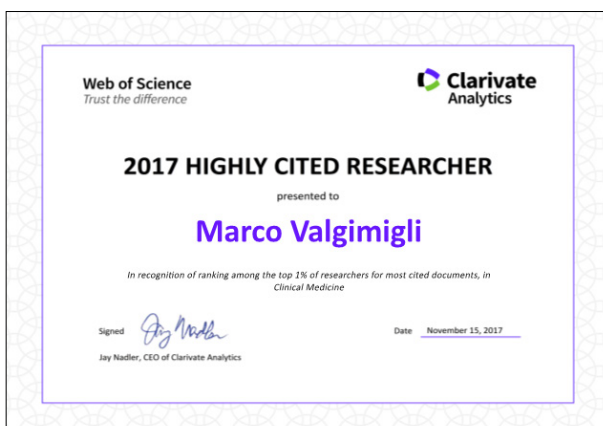 Web of Science
Trust the difference
Clarivate
Analytics
2017 HIGHLY CITED RESEARCHER
presented to
Marco Valgimigli
In recognition of ranking among the top 1% of researchers for most cited documents, in
Clinical Medicine
Signed Jay Nadler
Date November 15, 2017
Jay Nadler, CEO of Clarivate Analytics